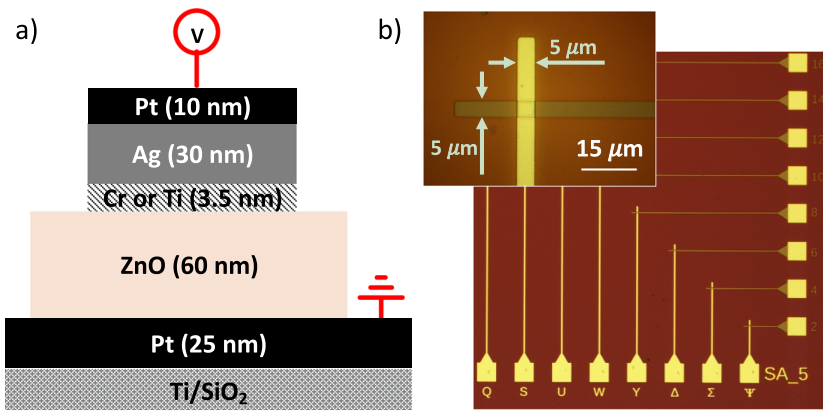 a)
V
Pt (10 nm)
Ag (30 nm)
Cr or Ti (3.5 nm)
ZnO (60 nm)
Pt (25 nm)
Ti/SiO₂
b)
5 μm
5 μm
15 μm
16
14
12
10
8
6
4
2
SA_5
Q S U W Y Δ Σ Ψ